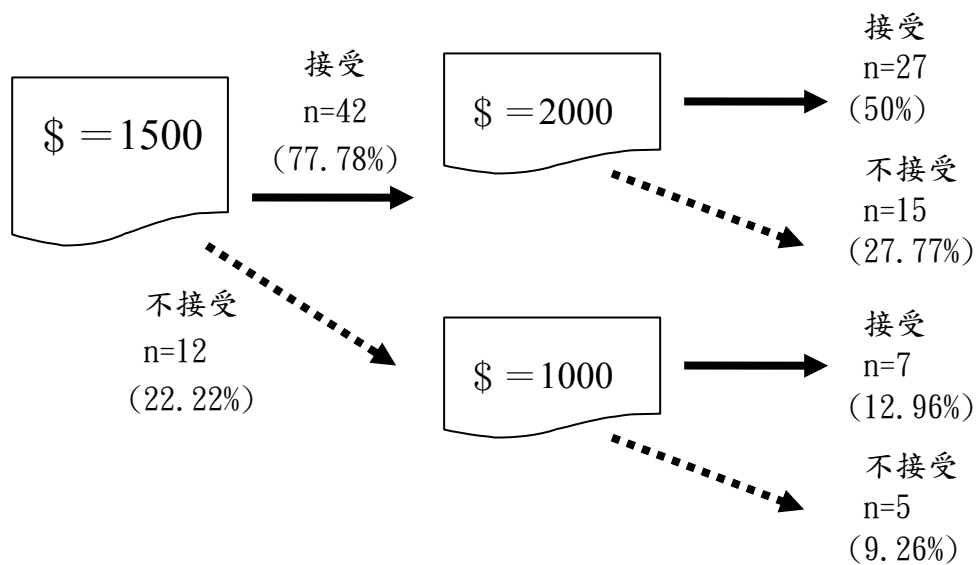 $＝1500
接受
n=42
(77.78%)
不接受
n=12
(22.22%)
$＝2000
接受
n=27
(50%)
不接受
n=15
(27.77%)
$＝1000
接受
n=7
(12.96%)
不接受
n=5
(9.26%)